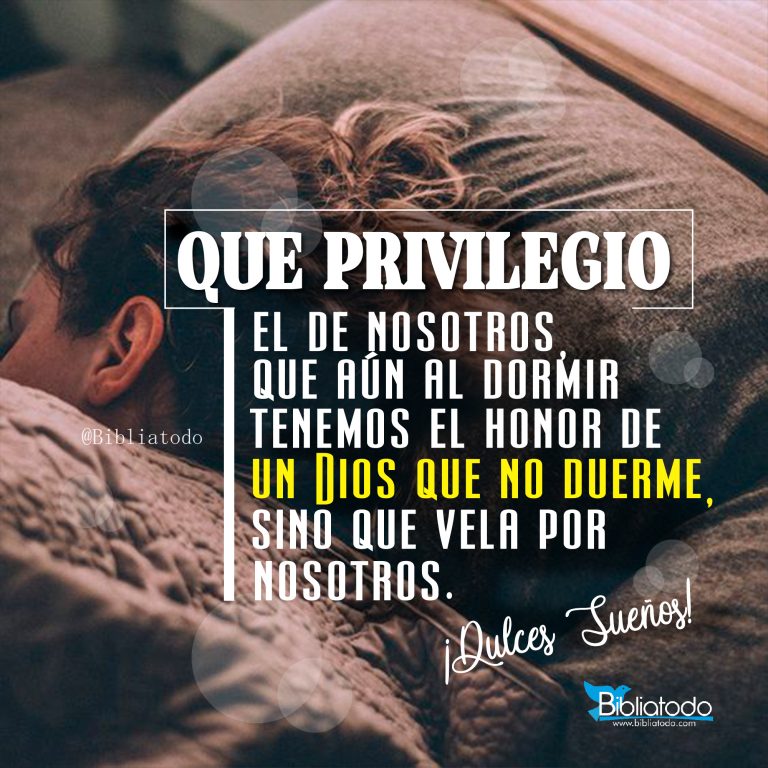 QUE PRIVILEGIO
EL DE NOSOTROS,
QUE AÚN AL DORMIR
TENEMOS EL HONOR DE
UN DIOS QUE NO DUERME,
SINO QUE VELA POR
NOSOTROS.
@Bibliatodo
¡Dulces Sueños!
Bibliatodo
www.bibliatodo.com